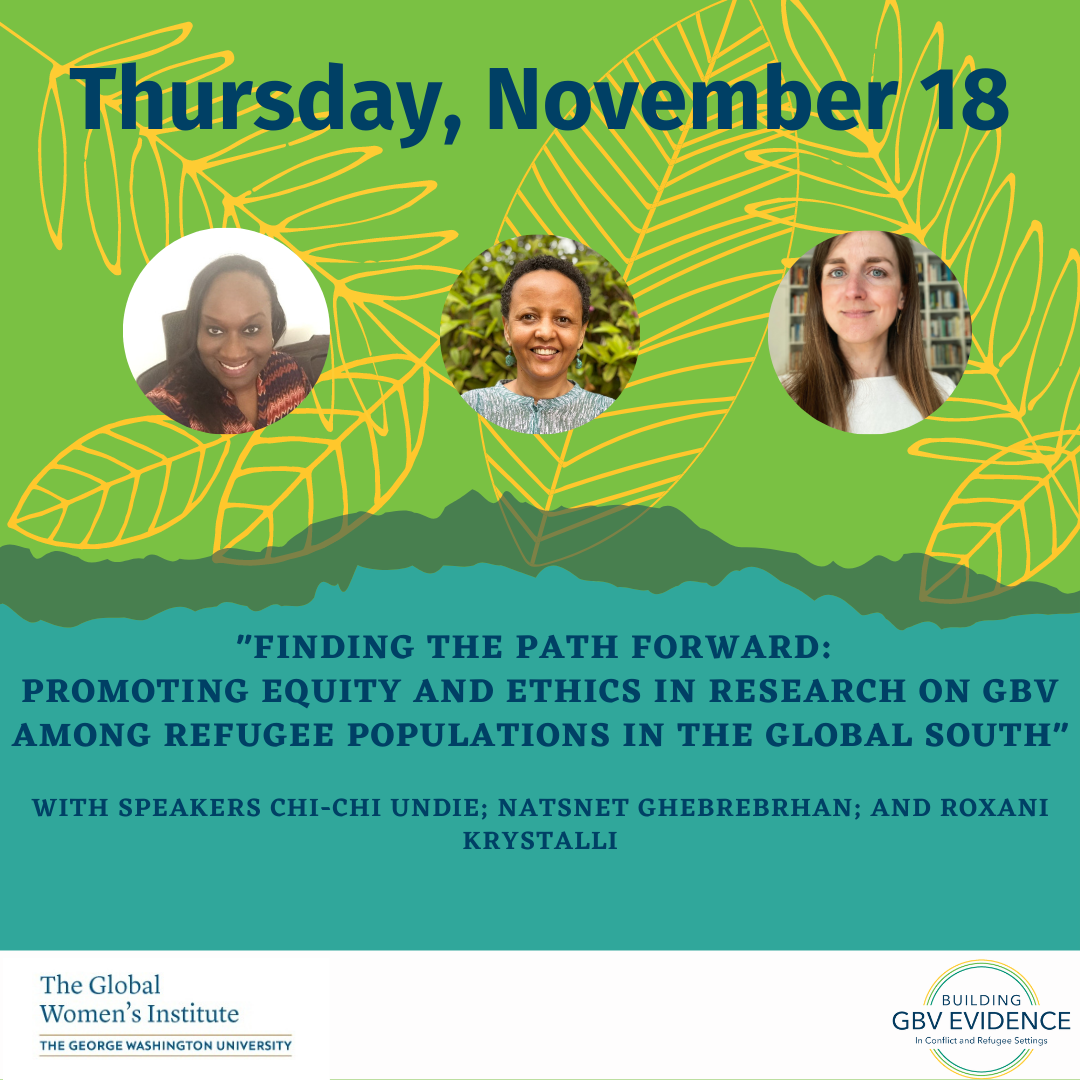 Thursday, November 18
"FINDING THE PATH FORWARD:
PROMOTING EQUITY AND ETHICS IN RESEARCH ON GBV
AMONG REFUGEE POPULATIONS IN THE GLOBAL SOUTH"
WITH SPEAKERS CHI-CHI UNDIE; NATSNET GHEBREBRHAN; AND ROXANI
KRYSTALLI
The Global
Women's Institute
THE GEORGE WASHINGTON UNIVERSITY
BUILDING
GBV EVIDENCE
In Conflict and Refugee Settings